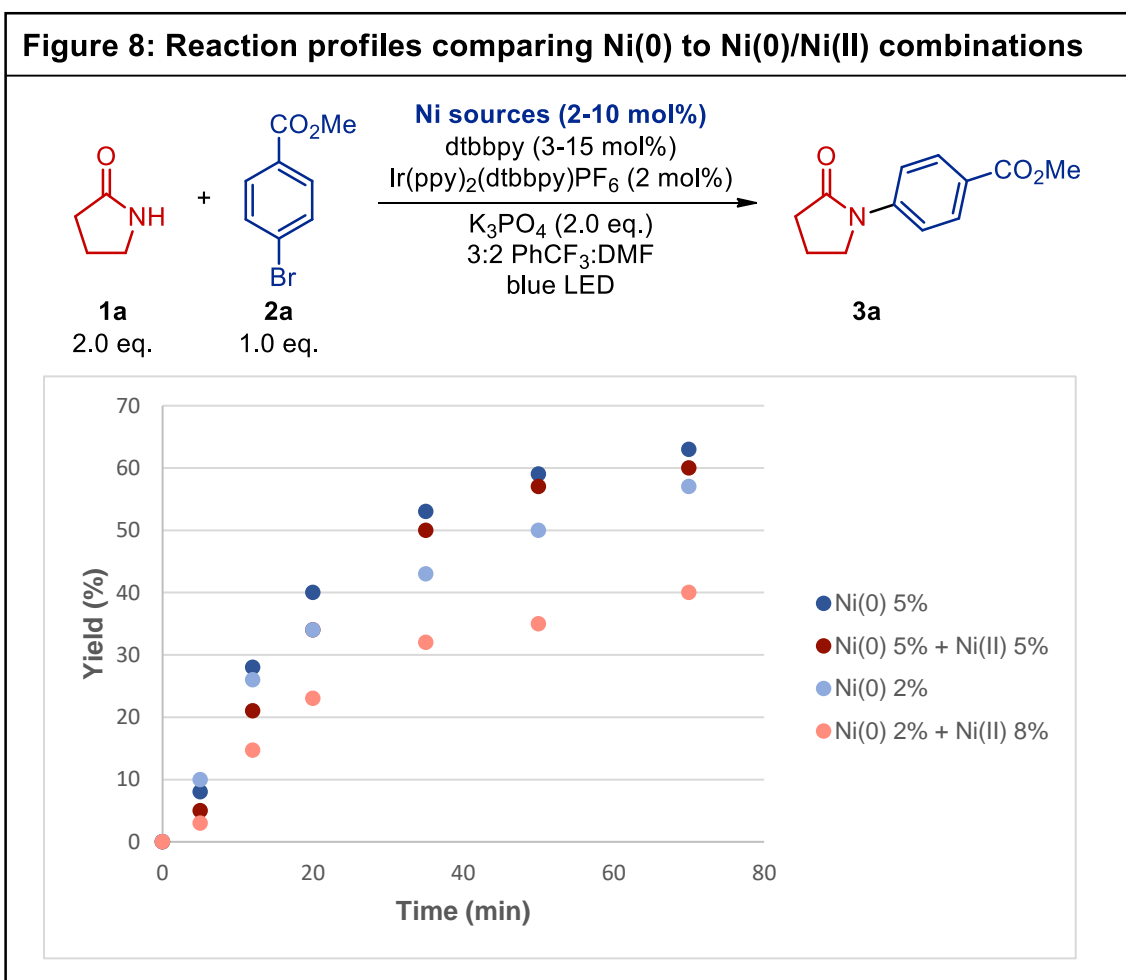 Figure 8: Reaction profiles comparing Ni(0) to Ni(0)/Ni(II) combinations
O
NH
1a
2.0 eq.
+
CO₂Me
Br
2a
1.0 eq.
Ni sources (2-10 mol%)
dtbbpy (3-15 mol%)
Ir(ppy)₂(dtbbpy)PF₆ (2 mol%)
K₃PO₄ (2.0 eq.)
3:2 PhCF₃:DMF
blue LED
O
N
CO₂Me
3a
Yield (%)
70
60
50
40
30
20
10
0
0 20 40 60 80
Time (min)
Ni(0) 5%
Ni(0) 5% + Ni(II) 5%
Ni(0) 2%
Ni(0) 2% + Ni(II) 8%